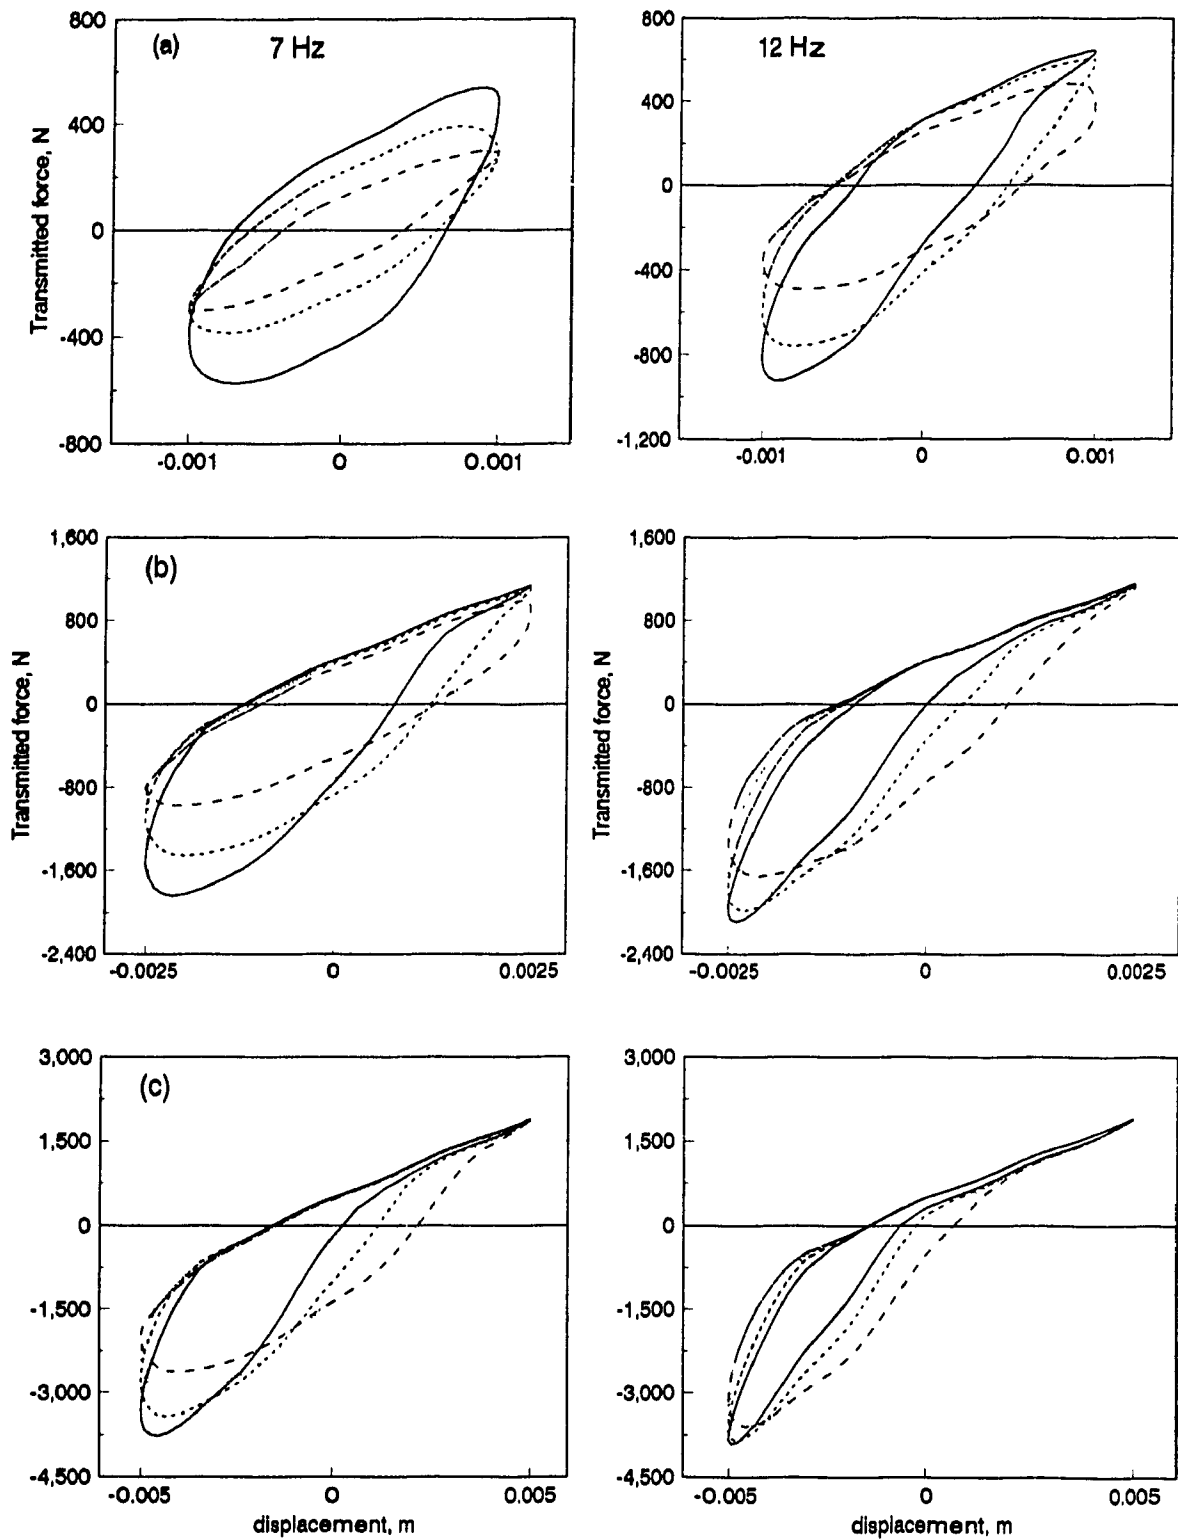 (a) 7 Hz
800
400
0
-400
-800
Transmitted force, N
-0.001 0 0.001
12 Hz
800
400
0
-400
-800
-1,200
-0.001 0 0.001
(b)
1,600
800
0
-800
-1,600
-2,400
Transmitted force, N
-0.0025 0 0.0025
1,600
800
0
-800
-1,600
-2,400
Transmitted force, N
-0.0025 0 0.0025
(c)
3,000
1,500
0
-1,500
-3,000
-4,500
-0.005 0 0.005
displacement, m
3,000
1,500
0
-1,500
-3,000
-4,500
-0.005 0 0.005
displacement, m